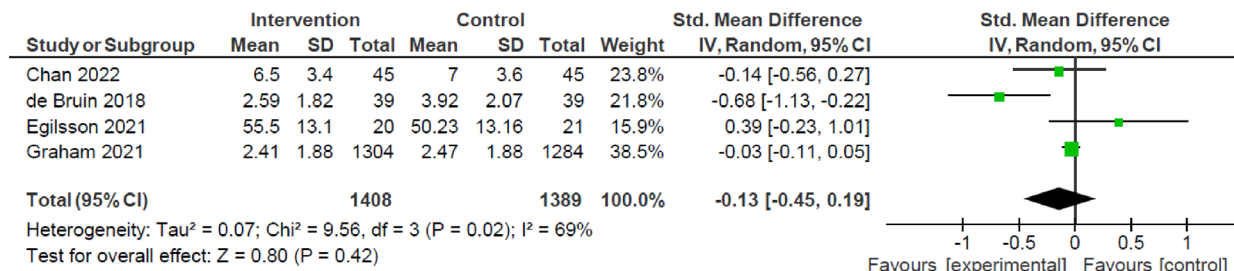 Intervention Control Std. Mean Difference Std. Mean Difference
Study or Subgroup Mean SD Total Mean SD Total Weight IV, Random, 95% CI IV, Random, 95% CI
Chan 2022 6.5 3.4 45 7 3.6 45 23.8% -0.14 [-0.56, 0.27]
de Bruin 2018 2.59 1.82 39 3.92 2.07 39 21.8% -0.68 [-1.13, -0.22]
Egilsson 2021 55.5 13.1 20 50.23 13.16 21 15.9% 0.39 [-0.23, 1.01]
Graham 2021 2.41 1.88 1304 2.47 1.88 1284 38.5% -0.03 [-0.11, 0.05]
Total (95% CI) 1408 1389 100.0% -0.13 [-0.45, 0.19]
Heterogeneity: Tau² = 0.07; Chi² = 9.56, df = 3 (P = 0.02); I² = 69%
Test for overall effect: Z = 0.80 (P = 0.42)
-1 -0.5 0 0.5 1
Favours [experimental] Favours [control]